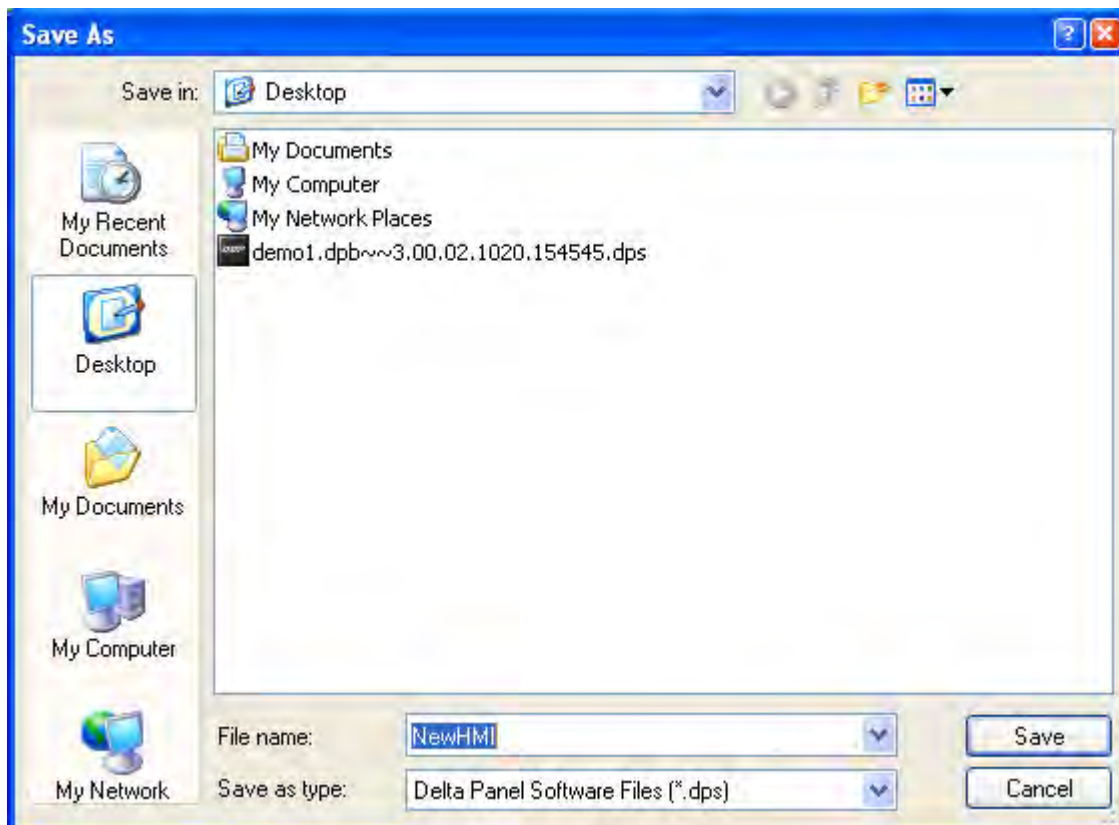 Save As
Save in:
Desktop
My Documents
My Computer
My Network Places
demo1.dpb~~3.00.02.1020.154545.dps
My Recent
Documents
Desktop
My Documents
My Computer
My Network
File name:
NewHMI
Save
Save as type:
Delta Panel Software Files (*.dps)
Cancel